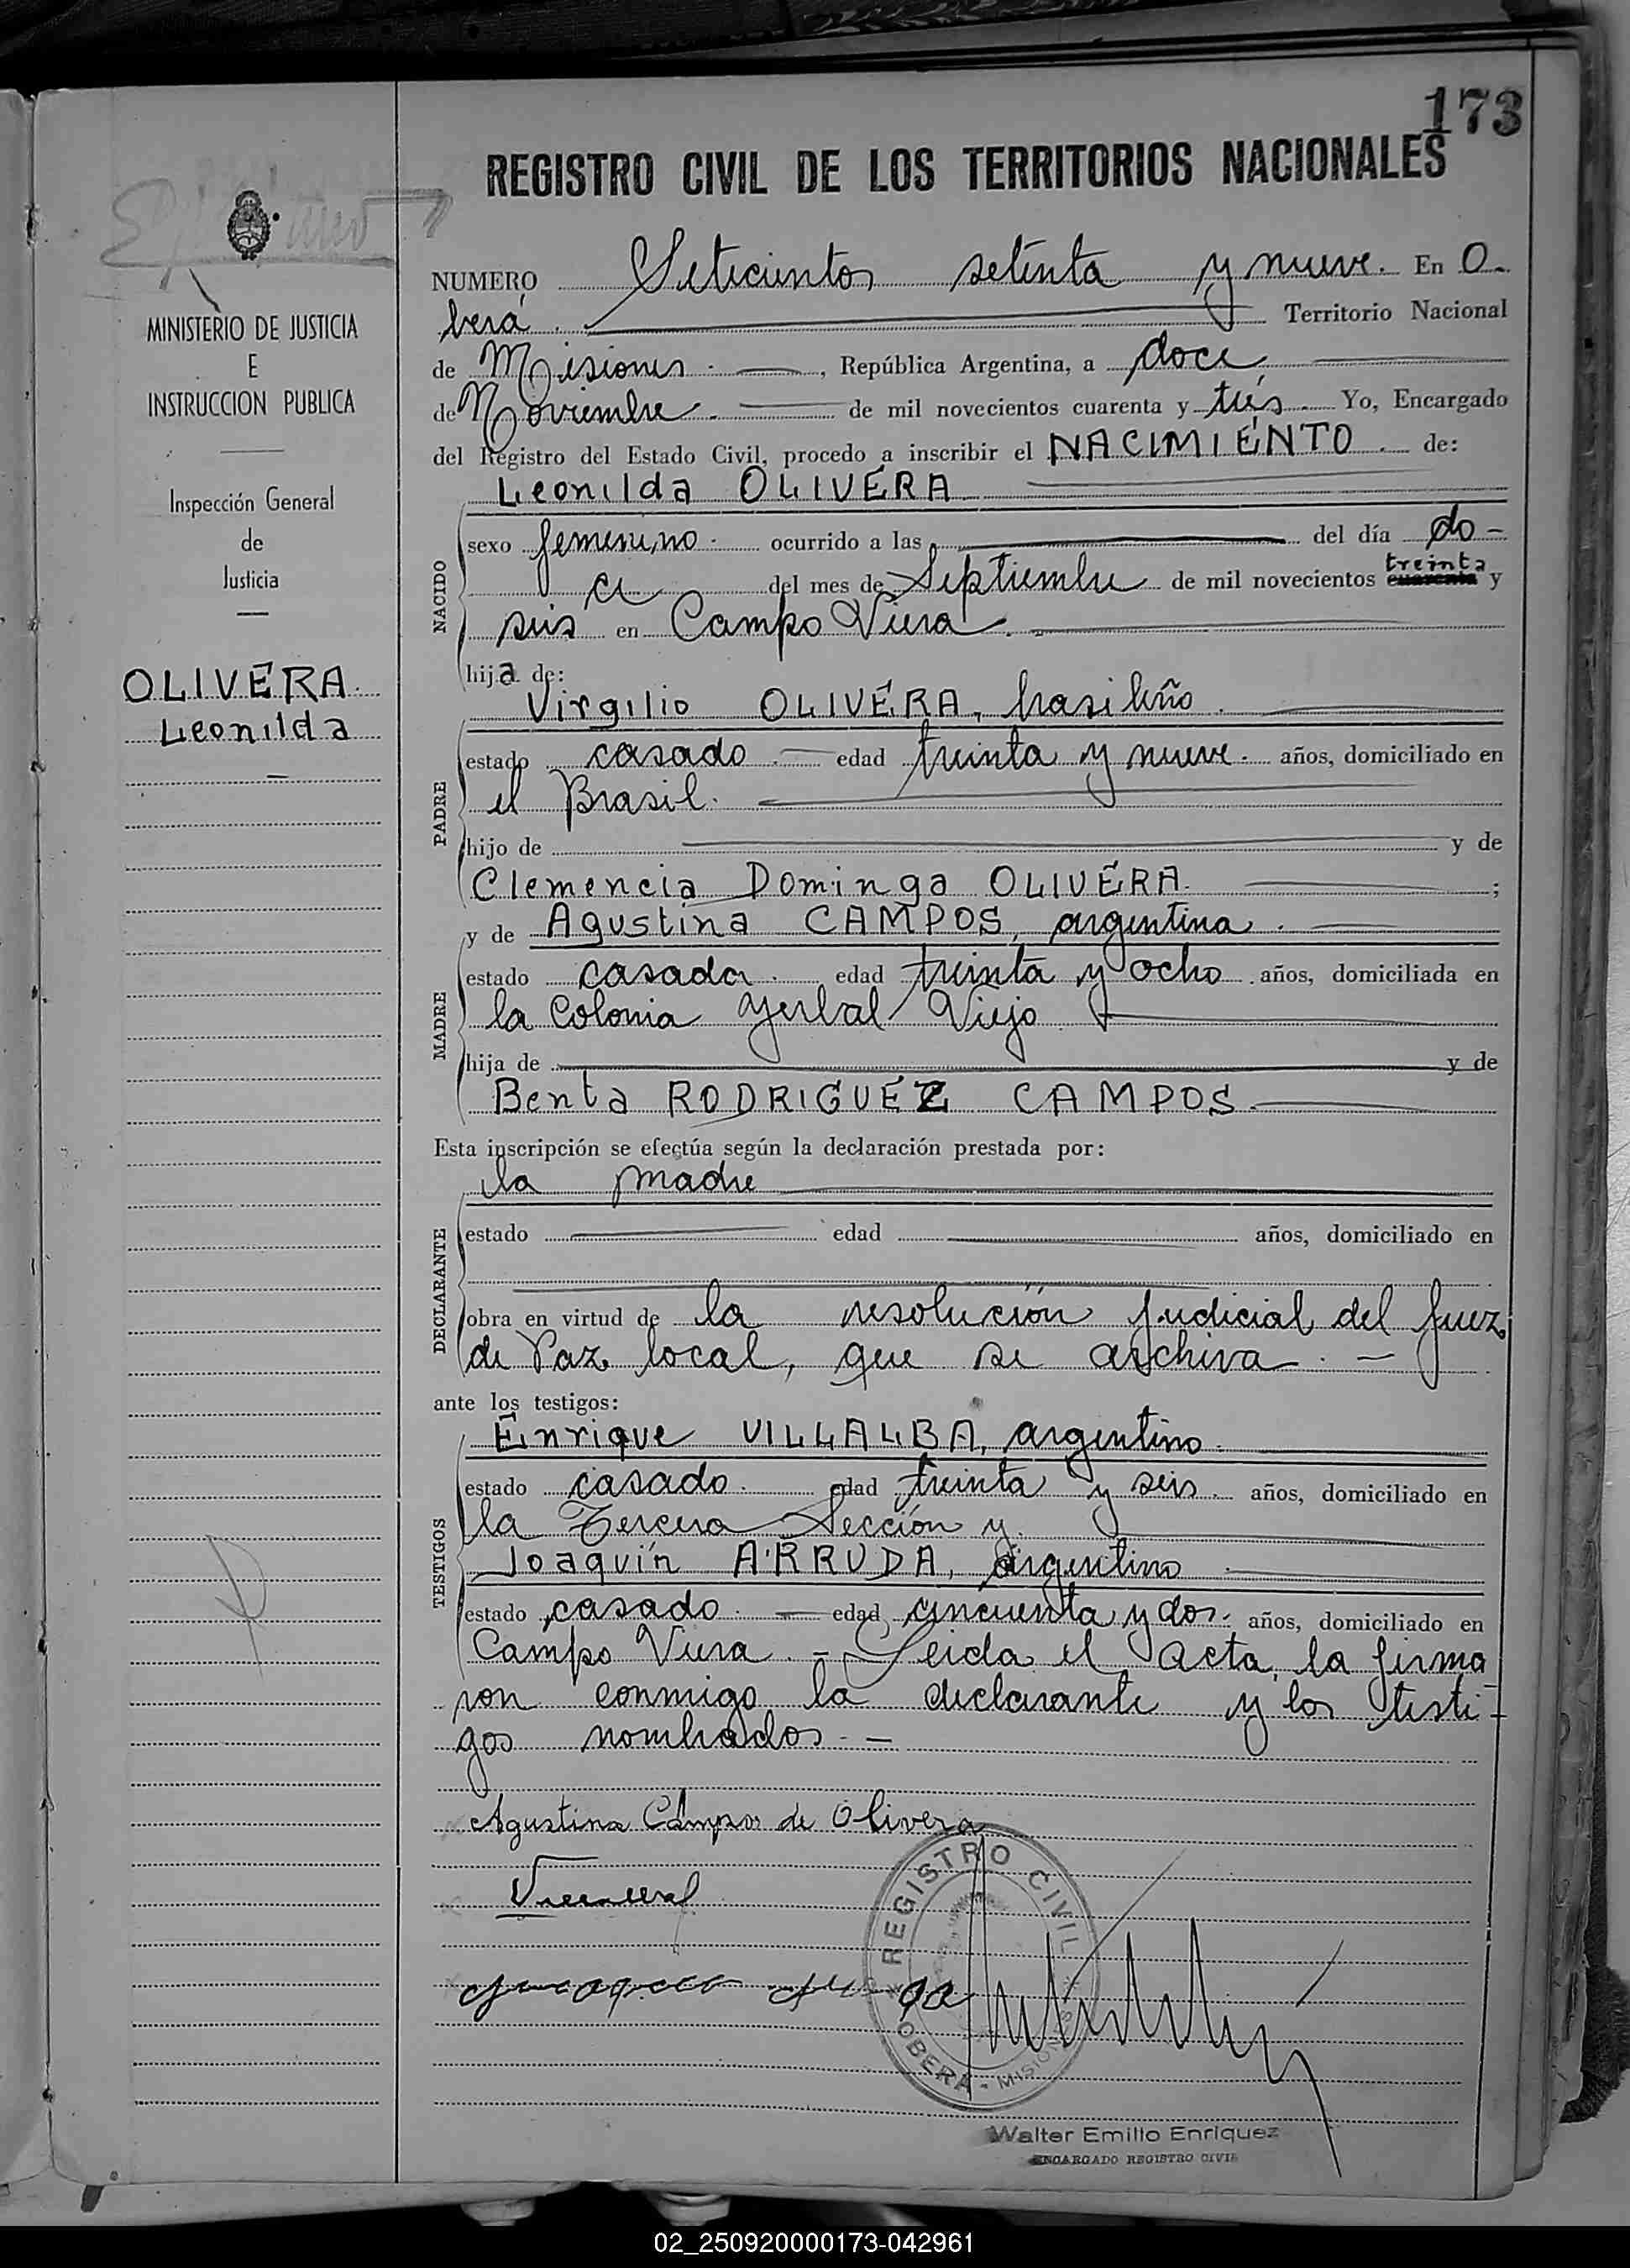 173
REGISTRO CIVIL DE LOS TERRITORIOS NACIONALES
MINISTERIO DE JUSTICIA
E
INSTRUCCION PUBLICA
Inspección General
de
Justicia
OLIVERA
Leonilda
NUMERO Setecientos setenta y nueve. En O-
berá. Territorio Nacional
de Misiones. , República Argentina, a doce
de Noviembre. de mil novecientos cuarenta y trés. Yo, Encargado
del Registro del Estado Civil, procedo a inscribir el NACIMIENTO. de:
Leonilda OLIVERA
NACIDO
sexo femenino. ocurrido a las del día do-
ce del mes de Septiembre de mil novecientos treinta cuarenta y
seis en Campo Viera.
hija de:
Virgilio OLIVERA, brasileño.
PADRE
estado casado. edad treinta y nueve. años, domiciliado en
el Brasil.
hijo de y de
Clemencia Dominga OLIVERA. ;
y de Agustina CAMPOS, argentina.
MADRE
estado casada. edad treinta y ocho. años, domiciliada en
la Colonia Yerbal Viejo
hija de y de
Benta RODRIGUEZ CAMPOS.
Esta inscripción se efectúa según la declaración prestada por:
la madre
DECLARANTE
estado edad años, domiciliado en
obra en virtud de la resolución judicial del Juez
de Paz local, que se archiva. -
ante los testigos:
Enrique VILLALBA, argentino.
TESTIGOS
estado casado. edad treinta y seis. años, domiciliado en
la Tercera Sección y
Joaquín ARRUDA, argentino.
estado casado. edad cincuenta y dos. años, domiciliado en
Campo Viera. - Leida el Acta, la firma
ron conmigo la declarante y los testi-
gos nombrados. -
Agustina Campos de Olivera
REGISTRO CIVIL
OBERA - MISIONES
Walter Emilio Enriquez
ENCARGADO REGISTRO CIVIL
02_250920000173-042961